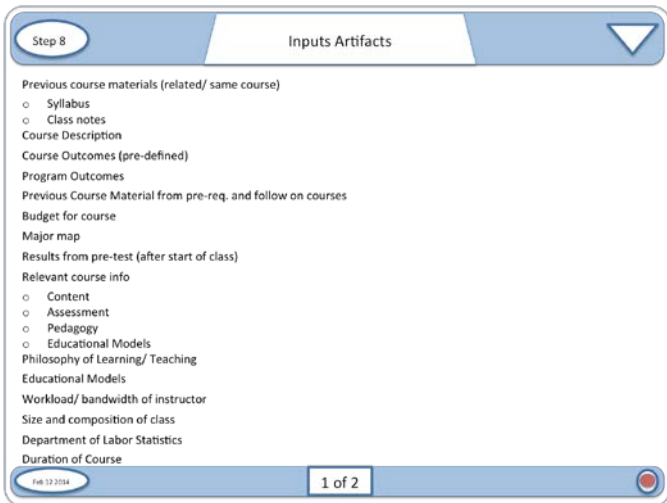 Step 8
Inputs Artifacts
Previous course materials (related/ same course)
o Syllabus
o Class notes
Course Description
Course Outcomes (pre-defined)
Program Outcomes
Previous Course Material from pre-req. and follow on courses
Budget for course
Major map
Results from pre-test (after start of class)
Relevant course info
o Content
o Assessment
o Pedagogy
o Educational Models
Philosophy of Learning/ Teaching
Educational Models
Workload/ bandwidth of instructor
Size and composition of class
Department of Labor Statistics
Duration of Course
Feb 12 2014
1 of 2